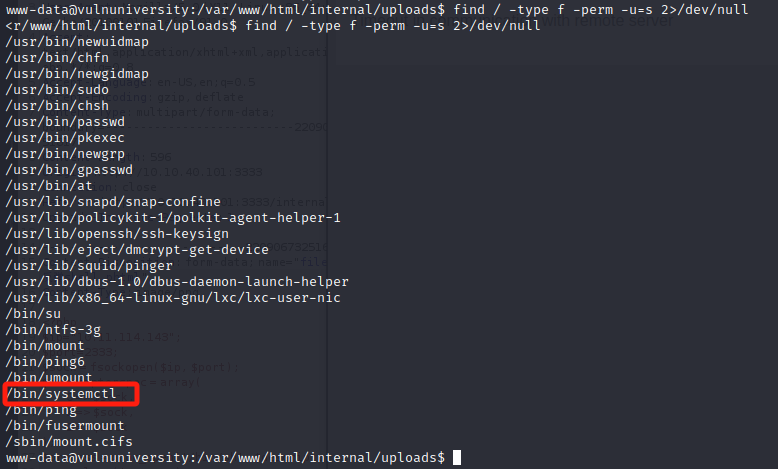 www-data@vulnuniversity:/var/www/html/internal/uploads$ find / -type f -perm -u=s 2>/dev/null
<r/www/html/internal/uploads$ find / -type f -perm -u=s 2>/dev/null
/usr/bin/newuidmap
/usr/bin/chfn
/usr/bin/newgidmap
/usr/bin/sudo
/usr/bin/chsh
/usr/bin/passwd
/usr/bin/pkexec
/usr/bin/newgrp
/usr/bin/gpasswd
/usr/bin/at
/usr/lib/snapd/snap-confine
/usr/lib/policykit-1/polkit-agent-helper-1
/usr/lib/openssh/ssh-keysign
/usr/lib/eject/dmcrypt-get-device
/usr/lib/squid/pinger
/usr/lib/dbus-1.0/dbus-daemon-launch-helper
/usr/lib/x86_64-linux-gnu/lxc/lxc-user-nic
/bin/su
/bin/ntfs-3g
/bin/mount
/bin/ping6
/bin/umount
/bin/systemctl
/bin/ping
/bin/fusermount
/sbin/mount.cifs
www-data@vulnuniversity:/var/www/html/internal/uploads$